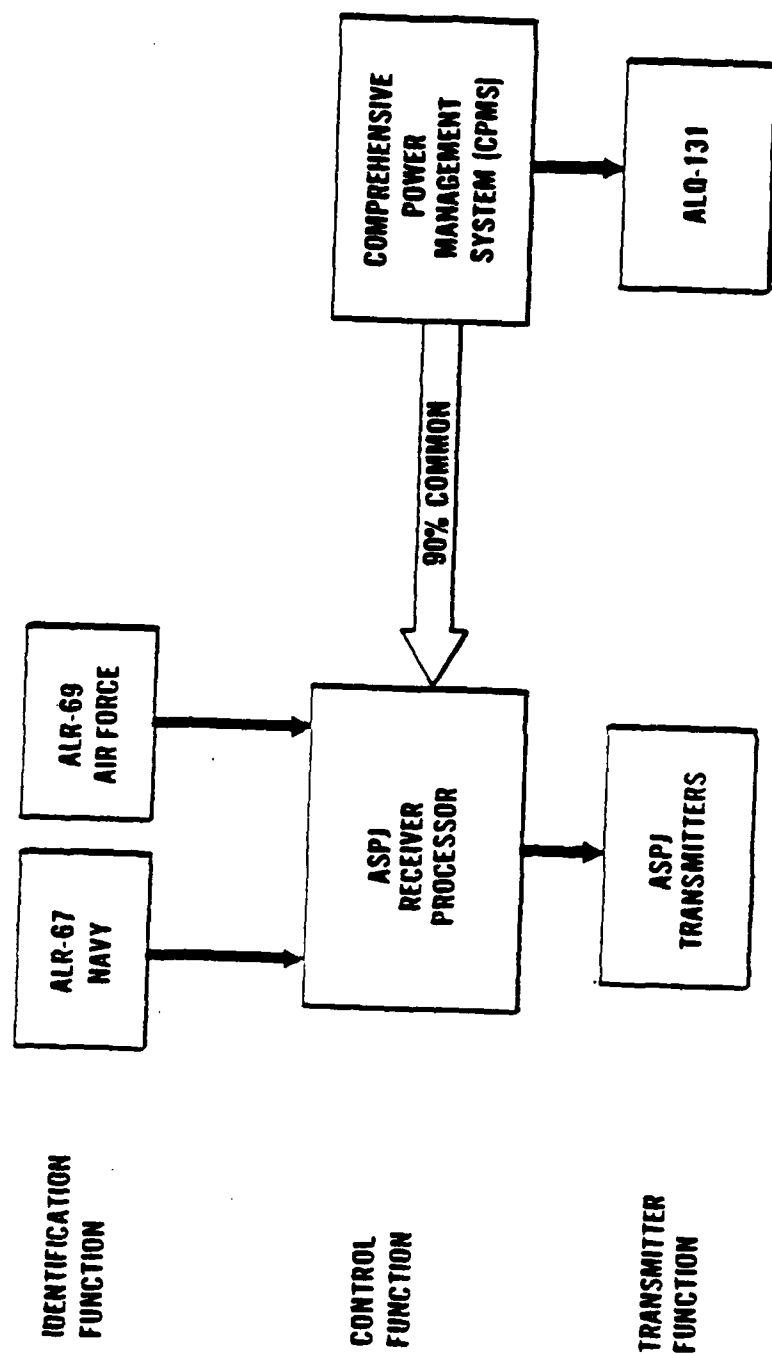 IDENTIFICATION
FUNCTION
ALR-67
NAVY
ALR-69
AIR FORCE
CONTROL
FUNCTION
ASPJ
RECEIVER
PROCESSOR
90% COMMON
COMPREHENSIVE
POWER
MANAGEMENT
SYSTEM (CPMS)
TRANSMITTER
FUNCTION
ASPJ
TRANSMITTERS
ALQ-131